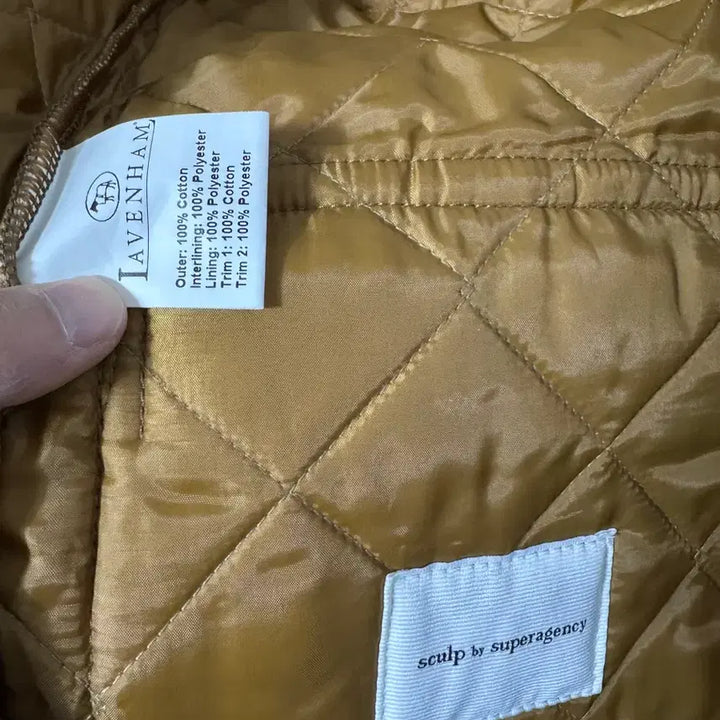 LAVENHAM
Outer: 100% Cotton
Interlining: 100% Polyester
Lining: 100% Polyester
Trim 1: 100% Cotton
Trim 2: 100% Polyester
sculp by superagency